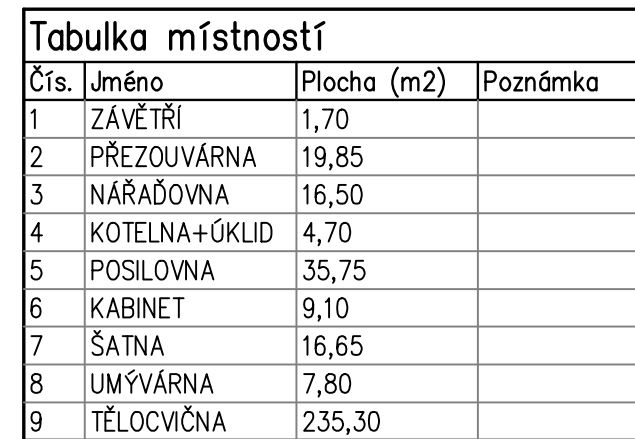 Tabulka místností
Čís. Jméno Plocha (m2) Poznámka
1 ZÁVĚTŘÍ 1,70
2 PŘEZOUVÁRNA 19,85
3 NÁŘAĎOVNA 16,50
4 KOTELNA+ÚKLID 4,70
5 POSILOVNA 35,75
6 KABINET 9,10
7 ŠATNA 16,65
8 UMÝVÁRNA 7,80
9 TĚLOCVIČNA 235,30